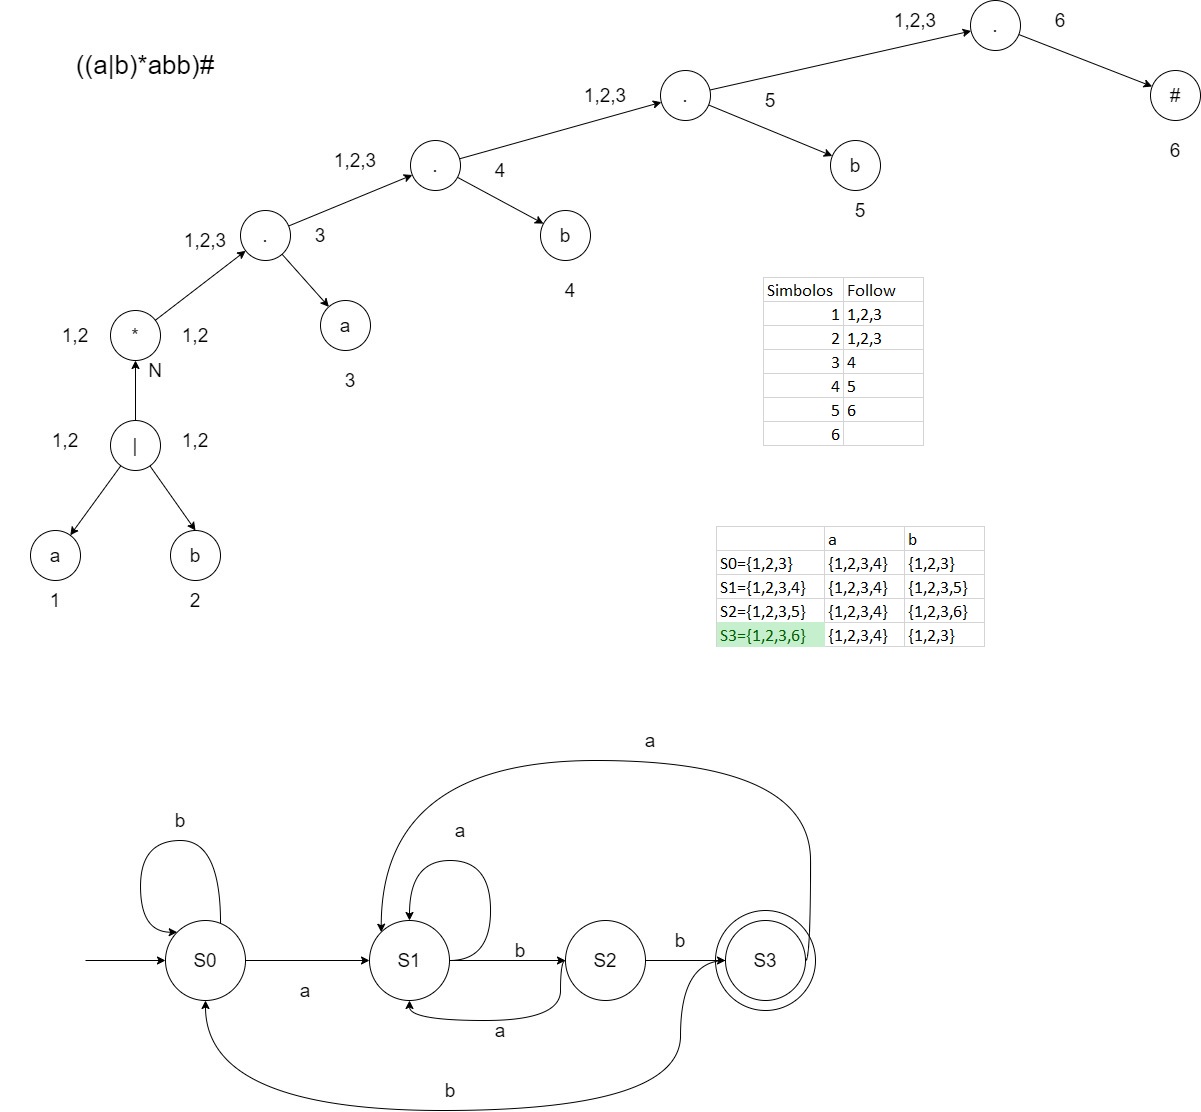 ((a|b)*abb)#
1,2,3 . 6
#
6
1,2,3 . 5
b
5
1,2,3 . 4
b
4
1,2,3 . 3
a
3
1,2 * 1,2
N
1,2 | 1,2
a b
1 2
Simbolos Follow
1 1,2,3
2 1,2,3
3 4
4 5
5 6
6
a b
S0={1,2,3} {1,2,3,4} {1,2,3}
S1={1,2,3,4} {1,2,3,4} {1,2,3,5}
S2={1,2,3,5} {1,2,3,4} {1,2,3,6}
S3={1,2,3,6} {1,2,3,4} {1,2,3}
a
b
a
S0 a S1 b S2 b S3
a
b